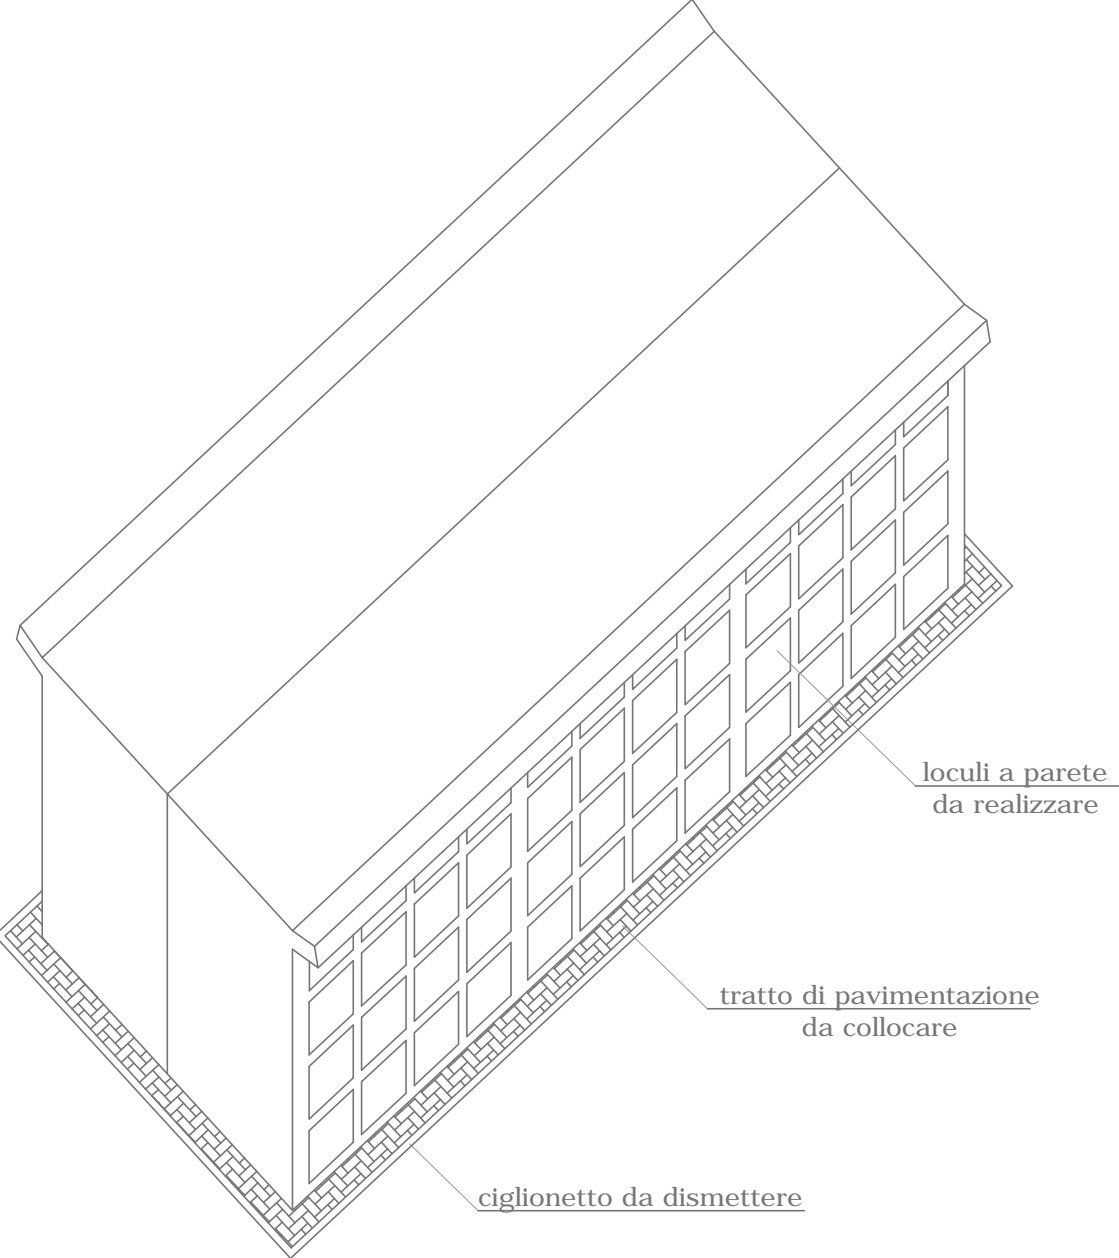 loculi a parete
da realizzare
tratto di pavimentazione
da collocare
ciglionetto da dismettere